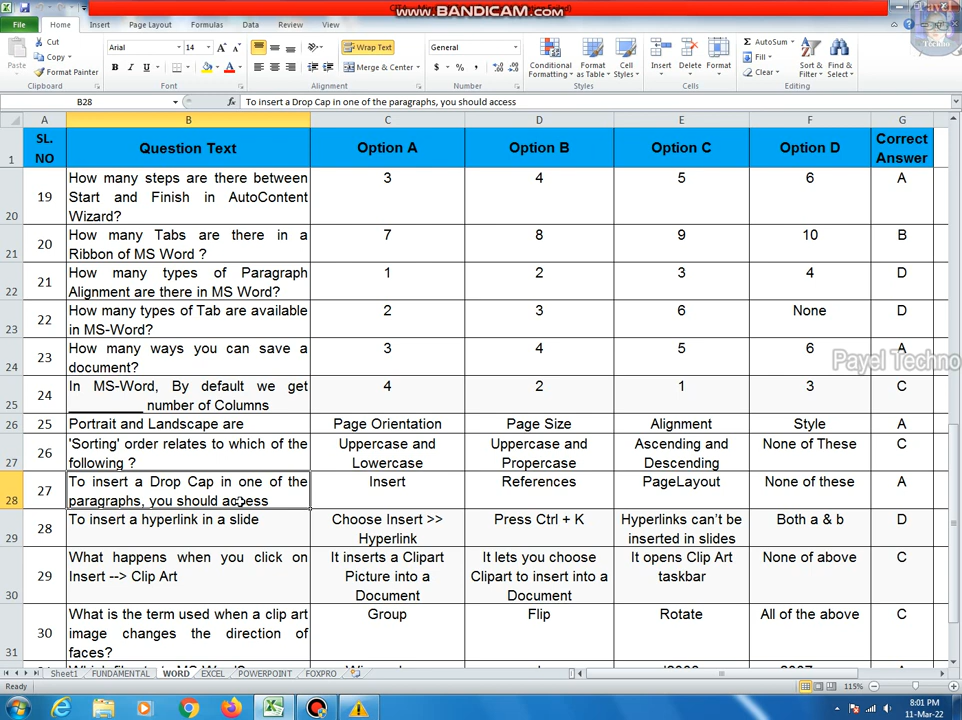 WWW.BANDICAM.COM
File Home Insert Page Layout Formulas Data Review View
Cut
Copy
Format Painter
Paste
Clipboard
Arial 14
Font
Wrap Text
Merge & Center
Alignment
General
Number
Conditional Formatting
Format as Table
Cell Styles
Styles
Insert Delete Format
Cells
AutoSum
Fill
Clear
Sort & Filter
Find & Select
Editing
B28 fx To insert a Drop Cap in one of the paragraphs, you should access
A B C D E F G
1 SL. NO Question Text Option A Option B Option C Option D Correct Answer
20 19 How many steps are there between Start and Finish in AutoContent Wizard? 3 4 5 6 A
21 20 How many Tabs are there in a Ribbon of MS Word ? 7 8 9 10 B
22 21 How many types of Paragraph Alignment are there in MS Word? 1 2 3 4 D
23 22 How many types of Tab are available in MS-Word? 2 3 6 None D
24 23 How many ways you can save a document? 3 4 5 6 A
Payel Techno
25 24 In MS-Word, By default we get __________ number of Columns 4 2 1 3 C
26 25 Portrait and Landscape are Page Orientation Page Size Alignment Style A
27 26 'Sorting' order relates to which of the following ? Uppercase and Lowercase Uppercase and Propercase Ascending and Descending None of These C
28 27 To insert a Drop Cap in one of the paragraphs, you should access Insert References PageLayout None of these A
29 28 To insert a hyperlink in a slide Choose Insert >> Hyperlink Press Ctrl + K Hyperlinks can't be inserted in slides Both a & b D
30 29 What happens when you click on Insert --> Clip Art It inserts a Clipart Picture into a Document It lets you choose Clipart to insert into a Document It opens Clip Art taskbar None of above C
31 30 What is the term used when a clip art image changes the direction of faces? Group Flip Rotate All of the above C
Sheet1 FUNDAMENTAL WORD EXCEL POWERPOINT FOXPRO
Ready 115%
8:01 PM
11-Mar-22